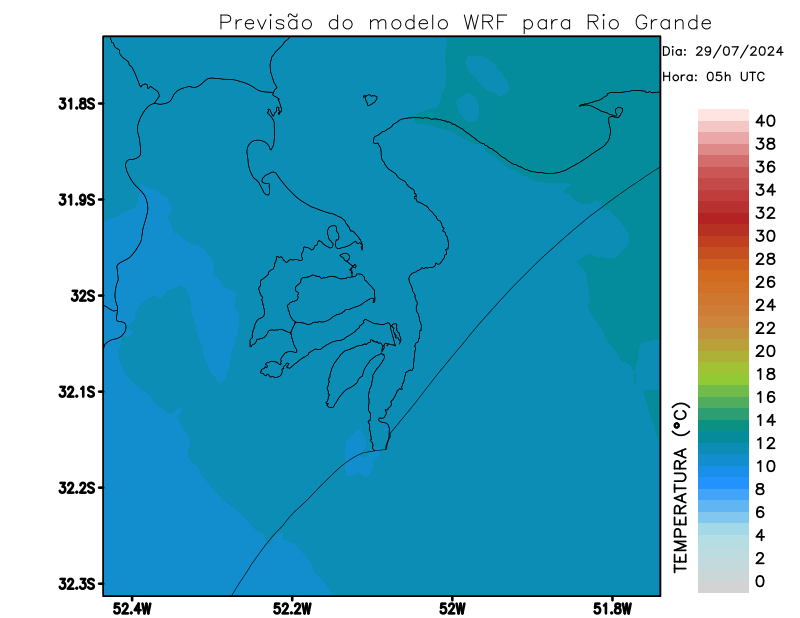 Previsão do modelo WRF para Rio Grande
Dia: 29/07/2024
Hora: 05h UTC
31.8S
31.9S
32S
32.1S
32.2S
32.3S
52.4W
52.2W
52W
51.8W
TEMPERATURA (°C)
40
38
36
34
32
30
28
26
24
22
20
18
16
14
12
10
8
6
4
2
0